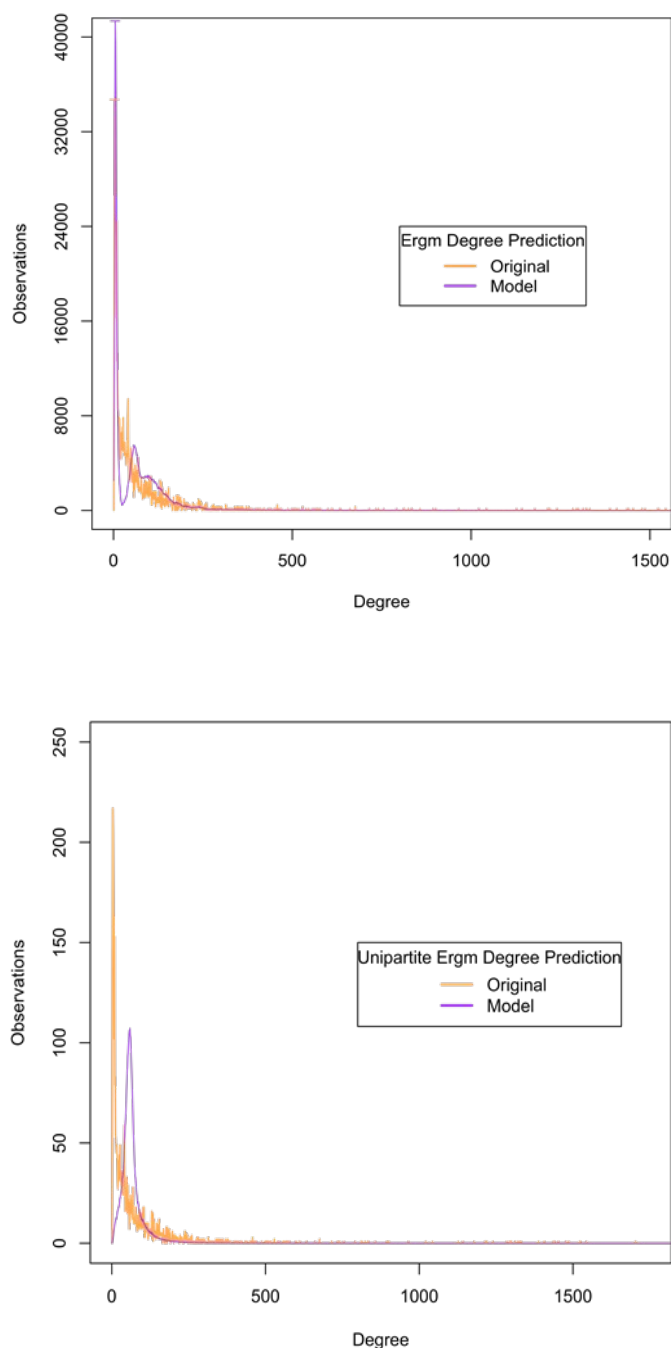 40000
32000
24000
16000
8000
0
Observations
Ergm Degree Prediction
Original
Model
0 500 1000 1500
Degree
250
200
150
100
50
0
Observations
Unipartite Ergm Degree Prediction
Original
Model
0 500 1000 1500
Degree